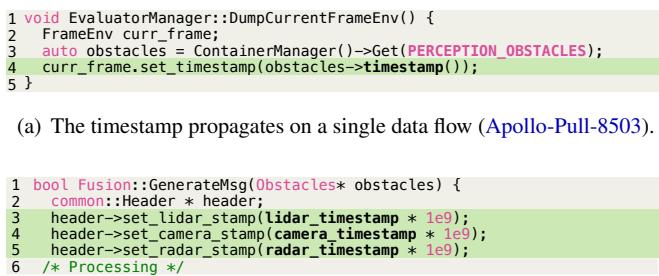 1 void EvaluatorManager::DumpCurrentFrameEnv() {
2 FrameEnv curr_frame;
3 auto obstacles = ContainerManager()->Get(PERCEPTION_OBSTACLES);
4 curr_frame.set_timestamp(obstacles->timestamp());
5 }
(a) The timestamp propagates on a single data flow (Apollo-Pull-8503).
1 bool Fusion::GenerateMsg(Obstacles* obstacles) {
2 common::Header * header;
3 header->set_lidar_stamp(lidar_timestamp * 1e9);
4 header->set_camera_stamp(camera_timestamp * 1e9);
5 header->set_radar_stamp(radar_timestamp * 1e9);
6 /* Processing */